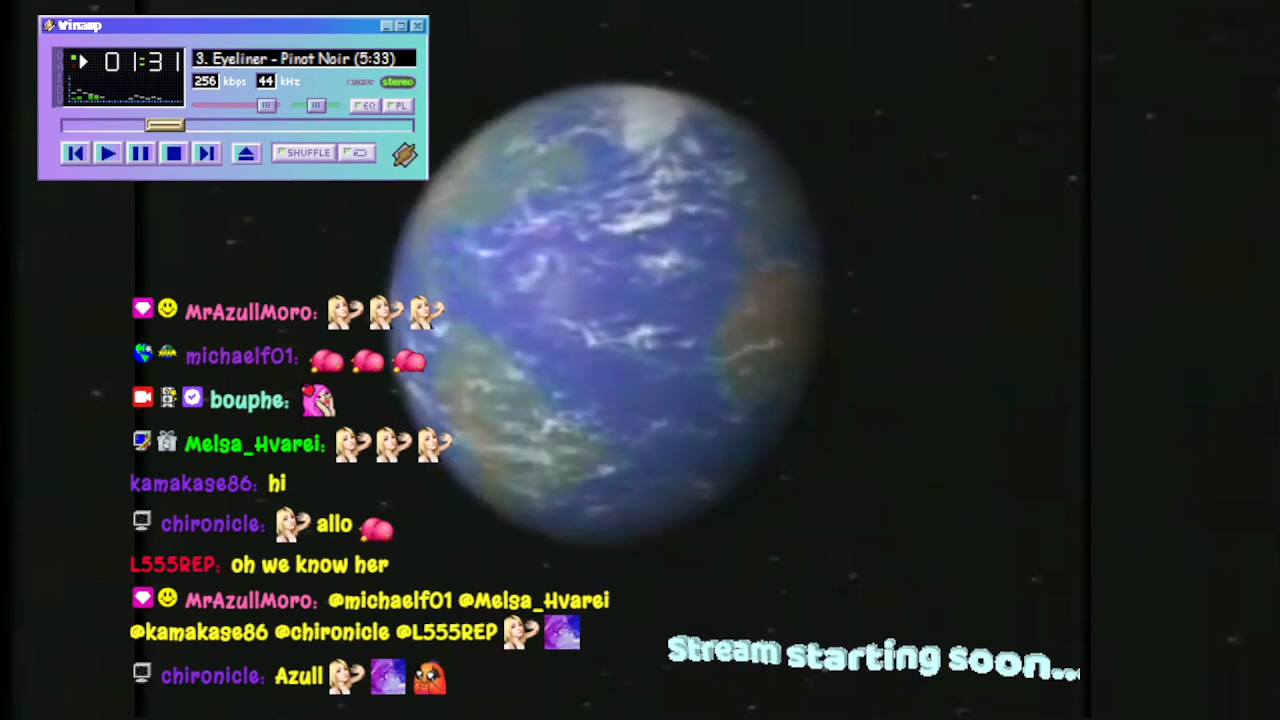 Winamp
01:31
3. Eyeliner - Pinot Noir (5:33)
256 kbps 44 kHz stereo
EQ PL
SHUFFLE
MrAzullMoro:
michaelf01:
bouphe:
Melsa_Hvarei:
kamakase86: hi
chironicle: allo
L555REP: oh we know her
MrAzullMoro: @michaelf01 @Melsa_Hvarei
@kamakase86 @chironicle @L555REP
chironicle: Azull
Stream starting soon...